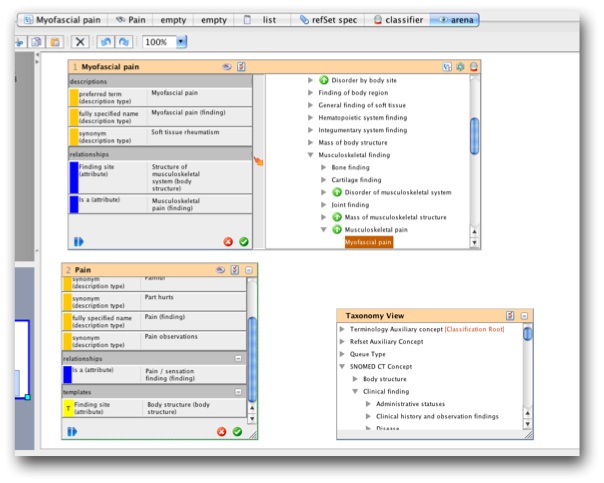 Myofascial pain Pain empty empty list refSet spec classifier arena
100%
1 Myofascial pain
descriptions
preferred term (description type) Myofascial pain
fully specified name (description type) Myofascial pain (finding)
synonym (description type) Soft tissue rheumatism
relationships
Finding site (attribute) Structure of musculoskeletal system (body structure)
Is a (attribute) Musculoskeletal pain (finding)
Disorder by body site
Finding of body region
General finding of soft tissue
Hematopoietic system finding
Integumentary system finding
Mass of body structure
Musculoskeletal finding
Bone finding
Cartilage finding
Disorder of musculoskeletal system
Joint finding
Mass of musculoskeletal structure
Musculoskeletal pain
Myofascial pain
2 Pain
synonym (description type) Painful
synonym (description type) Part hurts
fully specified name (description type) Pain (finding)
synonym (description type) Pain observations
relationships
Is a (attribute) Pain / sensation finding (finding)
templates
T Finding site (attribute) Body structure (body structure)
Taxonomy View
Terminology Auxiliary concept [Classification Root]
Refset Auxiliary Concept
Queue Type
SNOMED CT Concept
Body structure
Clinical finding
Administrative statuses
Clinical history and observation findings
Disease